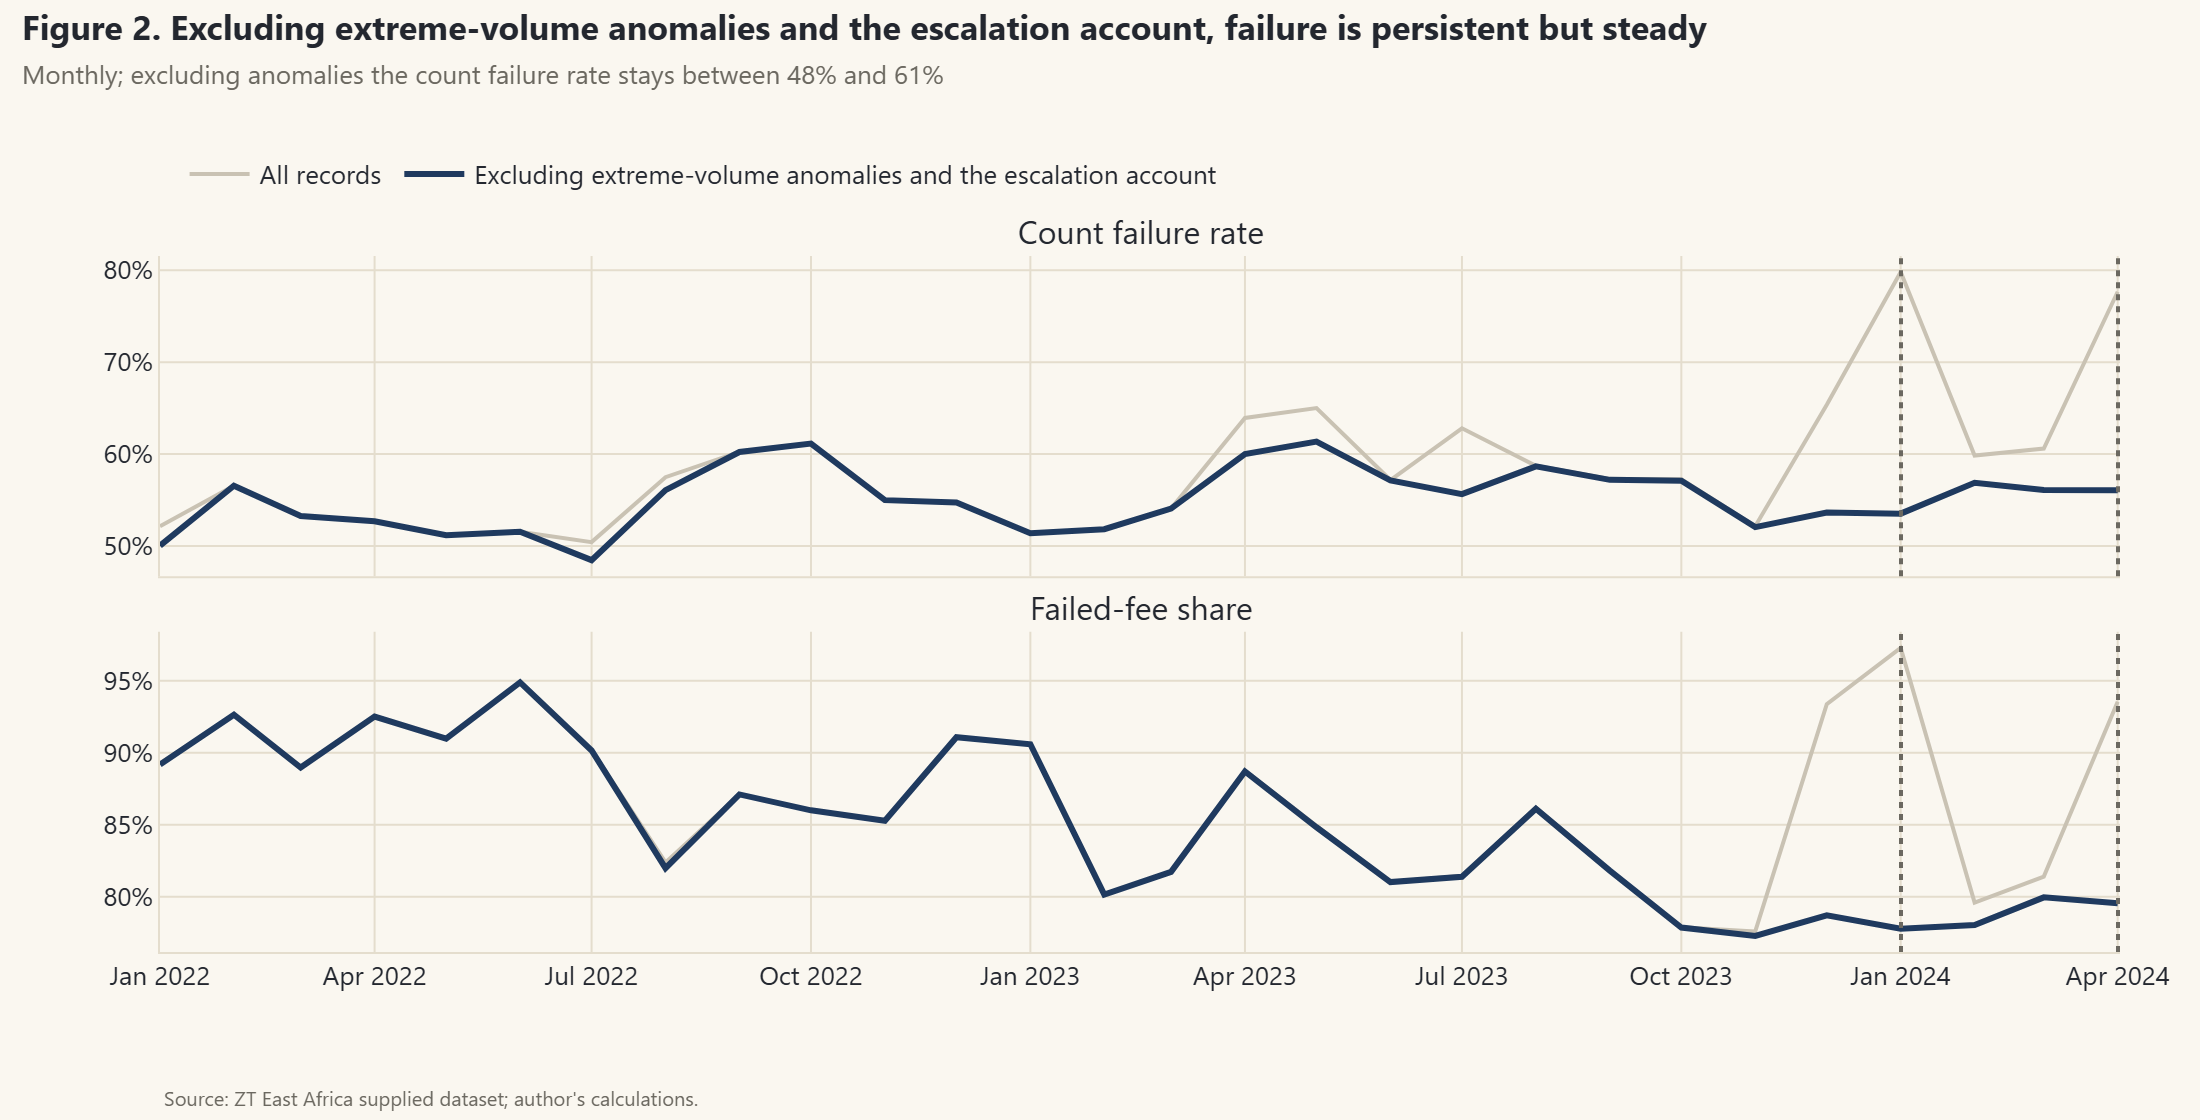 Figure 2. Excluding extreme-volume anomalies and the escalation account, failure is persistent but steady
Monthly; excluding anomalies the count failure rate stays between 48% and 61%
All records
Excluding extreme-volume anomalies and the escalation account
Count failure rate
80%
70%
60%
50%
Failed-fee share
95%
90%
85%
80%
Jan 2022 Apr 2022 Jul 2022 Oct 2022 Jan 2023 Apr 2023 Jul 2023 Oct 2023 Jan 2024 Apr 2024
Source: ZT East Africa supplied dataset; author's calculations.